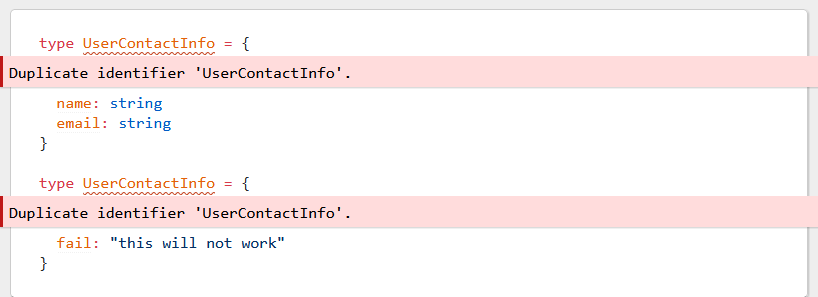 type UserContactInfo = {
Duplicate identifier 'UserContactInfo'.
name: string
email: string
}
type UserContactInfo = {
Duplicate identifier 'UserContactInfo'.
fail: "this will not work"
}